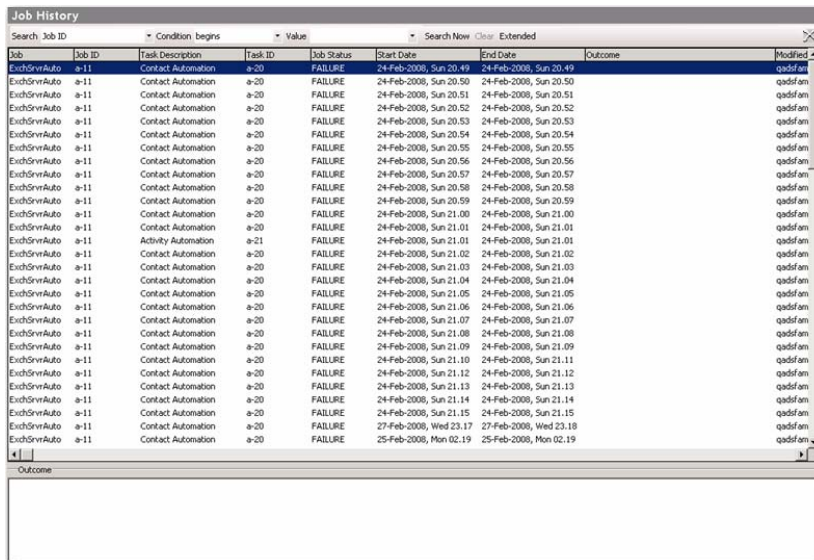 Job History
Search Job ID Condition begins Value Search Now Clear Extended
Job Job ID Task Description Task ID Job Status Start Date End Date Outcome Modified
ExchSrvrAuto a-11 Contact Automation a-20 FAILURE 24-Feb-2008, Sun 20.49 24-Feb-2008, Sun 20.49 qadsfam
ExchSrvrAuto a-11 Contact Automation a-20 FAILURE 24-Feb-2008, Sun 20.50 24-Feb-2008, Sun 20.50 qadsfam
ExchSrvrAuto a-11 Contact Automation a-20 FAILURE 24-Feb-2008, Sun 20.51 24-Feb-2008, Sun 20.51 qadsfam
ExchSrvrAuto a-11 Contact Automation a-20 FAILURE 24-Feb-2008, Sun 20.52 24-Feb-2008, Sun 20.52 qadsfam
ExchSrvrAuto a-11 Contact Automation a-20 FAILURE 24-Feb-2008, Sun 20.53 24-Feb-2008, Sun 20.53 qadsfam
ExchSrvrAuto a-11 Contact Automation a-20 FAILURE 24-Feb-2008, Sun 20.54 24-Feb-2008, Sun 20.54 qadsfam
ExchSrvrAuto a-11 Contact Automation a-20 FAILURE 24-Feb-2008, Sun 20.55 24-Feb-2008, Sun 20.55 qadsfam
ExchSrvrAuto a-11 Contact Automation a-20 FAILURE 24-Feb-2008, Sun 20.56 24-Feb-2008, Sun 20.56 qadsfam
ExchSrvrAuto a-11 Contact Automation a-20 FAILURE 24-Feb-2008, Sun 20.57 24-Feb-2008, Sun 20.57 qadsfam
ExchSrvrAuto a-11 Contact Automation a-20 FAILURE 24-Feb-2008, Sun 20.58 24-Feb-2008, Sun 20.58 qadsfam
ExchSrvrAuto a-11 Contact Automation a-20 FAILURE 24-Feb-2008, Sun 20.59 24-Feb-2008, Sun 20.59 qadsfam
ExchSrvrAuto a-11 Contact Automation a-20 FAILURE 24-Feb-2008, Sun 21.00 24-Feb-2008, Sun 21.00 qadsfam
ExchSrvrAuto a-11 Contact Automation a-20 FAILURE 24-Feb-2008, Sun 21.01 24-Feb-2008, Sun 21.01 qadsfam
ExchSrvrAuto a-11 Activity Automation a-21 FAILURE 24-Feb-2008, Sun 21.01 24-Feb-2008, Sun 21.01 qadsfam
ExchSrvrAuto a-11 Contact Automation a-20 FAILURE 24-Feb-2008, Sun 21.02 24-Feb-2008, Sun 21.02 qadsfam
ExchSrvrAuto a-11 Contact Automation a-20 FAILURE 24-Feb-2008, Sun 21.03 24-Feb-2008, Sun 21.03 qadsfam
ExchSrvrAuto a-11 Contact Automation a-20 FAILURE 24-Feb-2008, Sun 21.04 24-Feb-2008, Sun 21.04 qadsfam
ExchSrvrAuto a-11 Contact Automation a-20 FAILURE 24-Feb-2008, Sun 21.05 24-Feb-2008, Sun 21.05 qadsfam
ExchSrvrAuto a-11 Contact Automation a-20 FAILURE 24-Feb-2008, Sun 21.06 24-Feb-2008, Sun 21.06 qadsfam
ExchSrvrAuto a-11 Contact Automation a-20 FAILURE 24-Feb-2008, Sun 21.07 24-Feb-2008, Sun 21.07 qadsfam
ExchSrvrAuto a-11 Contact Automation a-20 FAILURE 24-Feb-2008, Sun 21.08 24-Feb-2008, Sun 21.08 qadsfam
ExchSrvrAuto a-11 Contact Automation a-20 FAILURE 24-Feb-2008, Sun 21.09 24-Feb-2008, Sun 21.09 qadsfam
ExchSrvrAuto a-11 Contact Automation a-20 FAILURE 24-Feb-2008, Sun 21.10 24-Feb-2008, Sun 21.11 qadsfam
ExchSrvrAuto a-11 Contact Automation a-20 FAILURE 24-Feb-2008, Sun 21.12 24-Feb-2008, Sun 21.12 qadsfam
ExchSrvrAuto a-11 Contact Automation a-20 FAILURE 24-Feb-2008, Sun 21.13 24-Feb-2008, Sun 21.13 qadsfam
ExchSrvrAuto a-11 Contact Automation a-20 FAILURE 24-Feb-2008, Sun 21.14 24-Feb-2008, Sun 21.14 qadsfam
ExchSrvrAuto a-11 Contact Automation a-20 FAILURE 24-Feb-2008, Sun 21.15 24-Feb-2008, Sun 21.15 qadsfam
ExchSrvrAuto a-11 Contact Automation a-20 FAILURE 27-Feb-2008, Wed 23.17 27-Feb-2008, Wed 23.18 qadsfam
ExchSrvrAuto a-11 Contact Automation a-20 FAILURE 25-Feb-2008, Mon 02.19 25-Feb-2008, Mon 02.19 qadsfam
Outcome